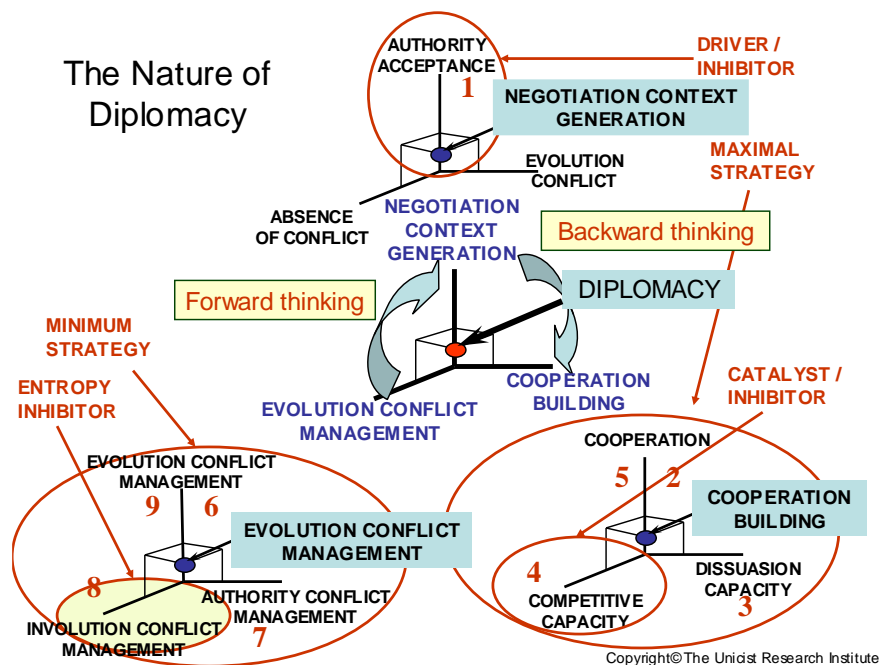 The Nature of
Diplomacy
AUTHORITY
ACCEPTANCE
1
DRIVER /
INHIBITOR
NEGOTIATION CONTEXT
GENERATION
EVOLUTION
CONFLICT
ABSENCE
OF CONFLICT
MAXIMAL
STRATEGY
NEGOTIATION
CONTEXT
GENERATION
Backward thinking
Forward thinking
DIPLOMACY
MINIMUM
STRATEGY
ENTROPY
INHIBITOR
EVOLUTION CONFLICT
MANAGEMENT
COOPERATION
BUILDING
CATALYST /
INHIBITOR
EVOLUTION CONFLICT
MANAGEMENT
9 6
EVOLUTION CONFLICT
MANAGEMENT
8
AUTHORITY CONFLICT
MANAGEMENT
7
INVOLUTION CONFLICT
MANAGEMENT
COOPERATION
5 2
COOPERATION
BUILDING
4
COMPETITIVE
CAPACITY
DISSUASION
CAPACITY
3
Copyright© The Unicist Research Institute